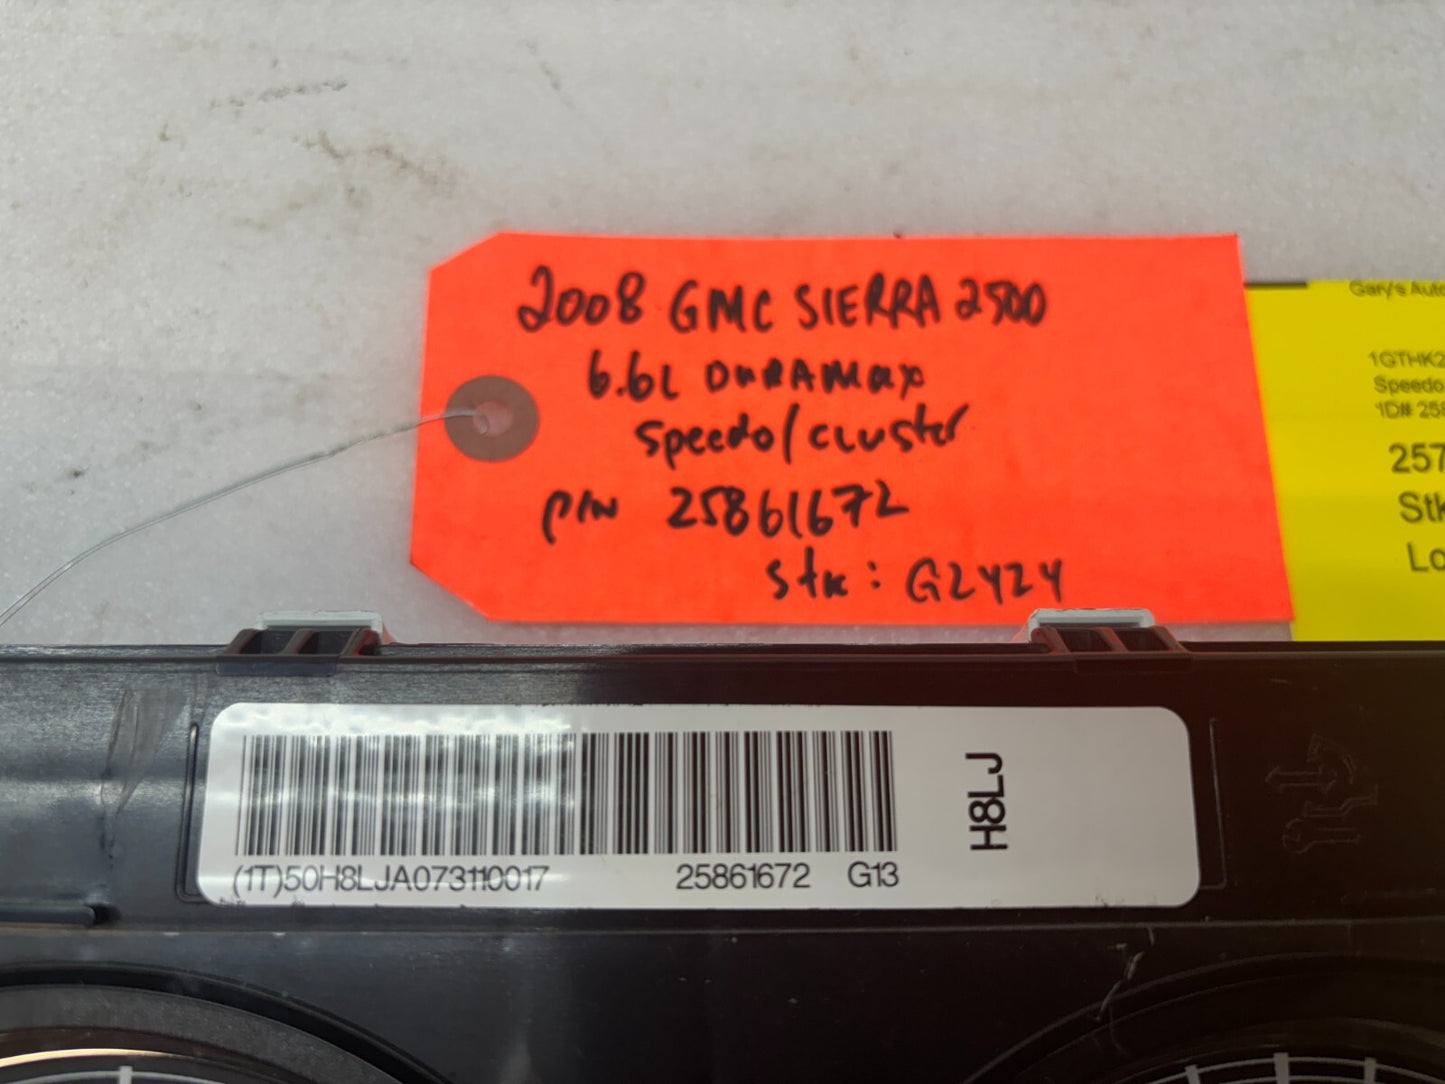 2008 GMC SIERRA 2500
6.6L DURAMAX
Speedo/cluster
P/N 25861672
Stk: G2424
Gary's Auto
1GTHK2
Speedo
ID# 258
257
Stk
Lo
(1T)50H8LJA073110017 25861672 G13
H8LJ